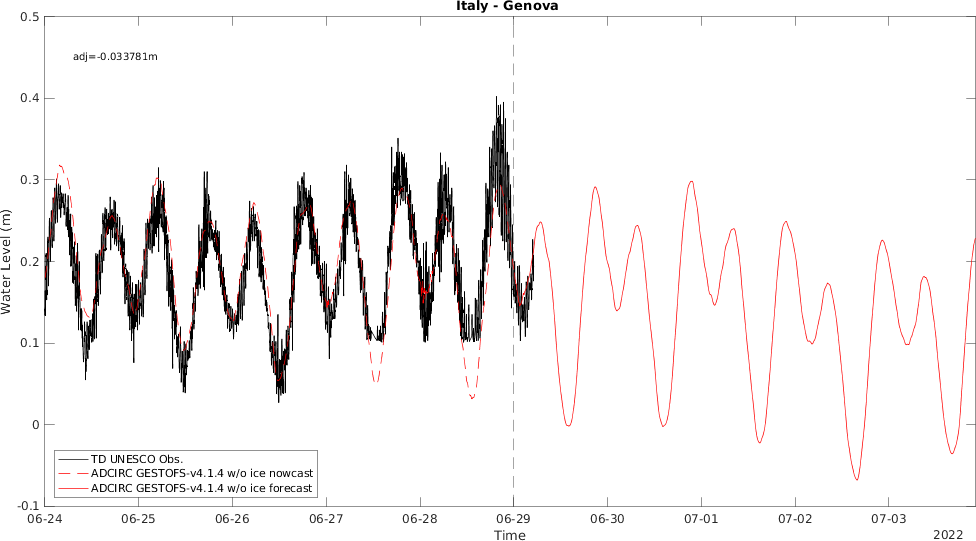 Italy - Genova
adj=-0.033781m
Water Level (m)
0.5
0.4
0.3
0.2
0.1
0
-0.1
TD UNESCO Obs.
ADCIRC GESTOFS-v4.1.4 w/o ice nowcast
ADCIRC GESTOFS-v4.1.4 w/o ice forecast
06-24 06-25 06-26 06-27 06-28 06-29 06-30 07-01 07-02 07-03
Time
2022